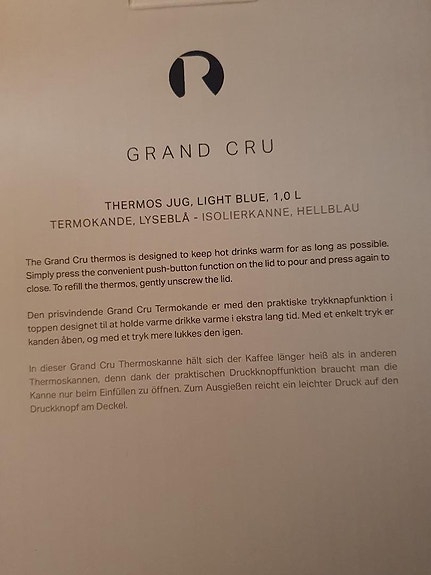 R
GRAND CRU
THERMOS JUG, LIGHT BLUE, 1,0 L
TERMOKANDE, LYSEBLÅ - ISOLIERKANNE, HELLBLAU
The Grand Cru thermos is designed to keep hot drinks warm for as long as possible.
Simply press the convenient push-button function on the lid to pour and press again to
close. To refill the thermos, gently unscrew the lid.
Den prisvindende Grand Cru Termokande er med den praktiske trykknapfunktion i
toppen designet til at holde varme drikke varme i ekstra lang tid. Med et enkelt tryk er
kanden åben, og med et tryk mere lukkes den igen.
In dieser Grand Cru Thermoskanne hält sich der Kaffee länger heiß als in anderen
Thermoskannen, denn dank der praktischen Druckknopffunktion braucht man die
Kanne nur beim Einfüllen zu öffnen. Zum Ausgießen reicht ein leichter Druck auf den
Druckknopf am Deckel.